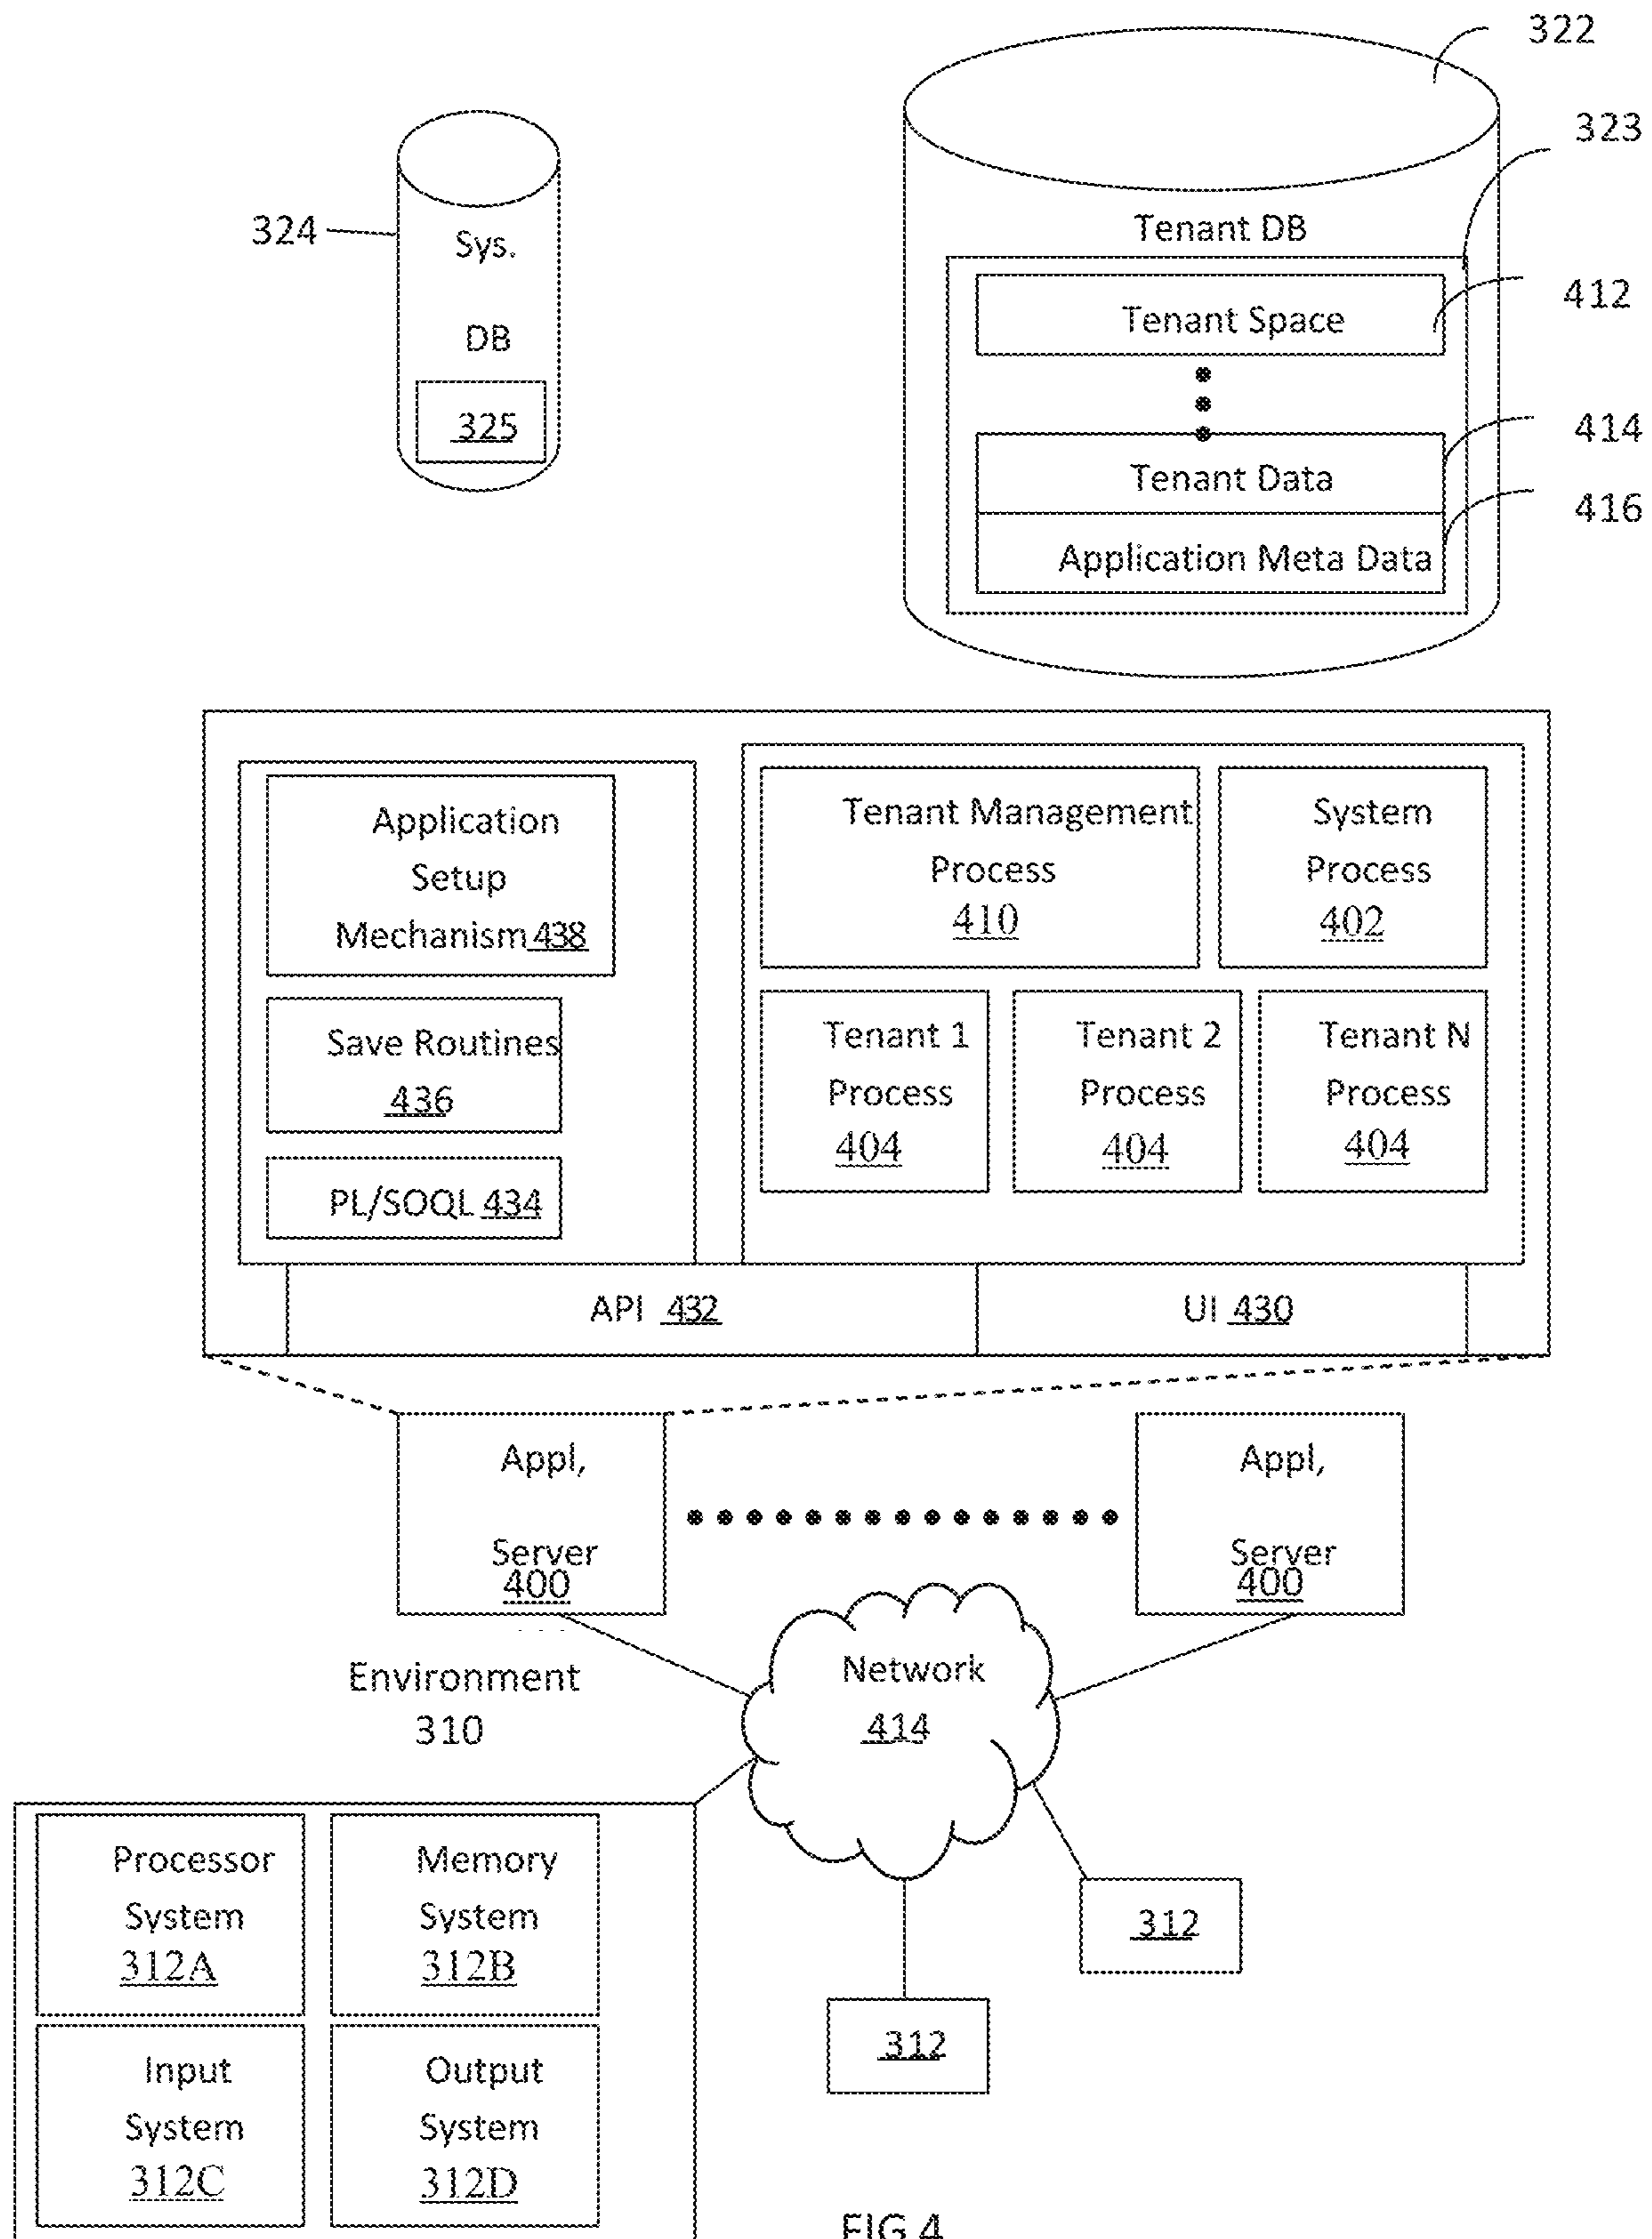 322
323
324
Sys.
DB
325
Tenant DB
Tenant Space
412
414
Tenant Data
416
Application Meta Data
Application
Setup
Mechanism 438
Save Routines
436
PL/SOQL 434
Tenant Management
Process
410
System
Process
402
Tenant 1
Process
404
Tenant 2
Process
404
Tenant N
Process
404
API 432
UI 430
Appl,
Server
400
Appl,
Server
400
Environment
310
Network
414
Processor
System
312A
Memory
System
312B
Input
System
312C
Output
System
312D
312
312
FIG 4